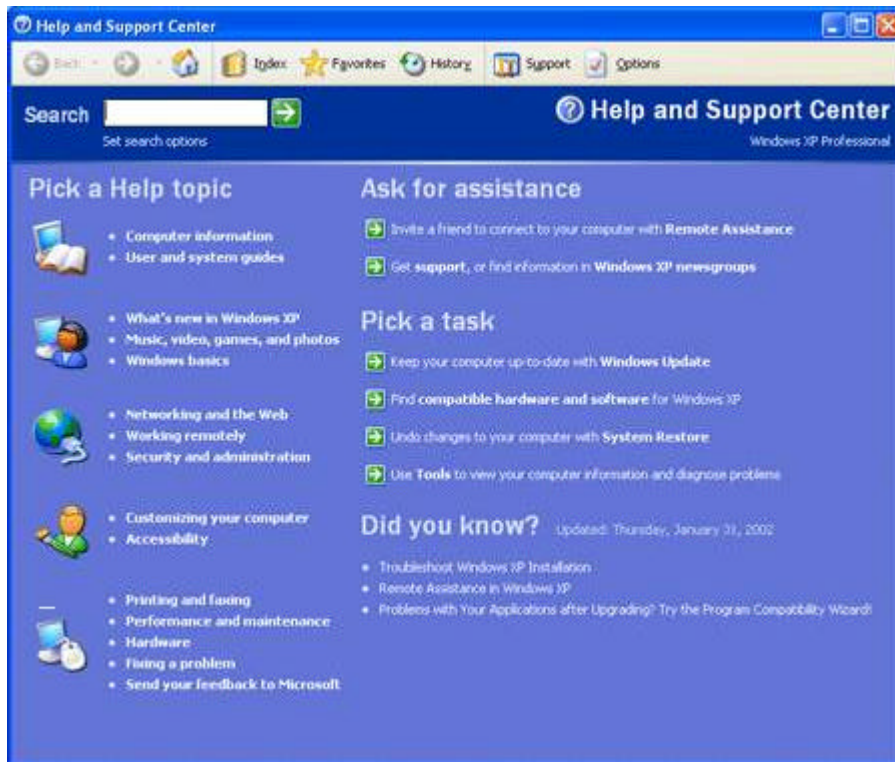 Help and Support Center
Back
Index
Favorites
History
Support
Options
Search
Set search options
Help and Support Center
Windows XP Professional
Pick a Help topic
Computer information
User and system guides
What's new in Windows XP
Music, video, games, and photos
Windows basics
Networking and the Web
Working remotely
Security and administration
Customizing your computer
Accessibility
Printing and faxing
Performance and maintenance
Hardware
Fixing a problem
Send your feedback to Microsoft
Ask for assistance
Invite a friend to connect to your computer with Remote Assistance
Get support, or find information in Windows XP newsgroups
Pick a task
Keep your computer up-to-date with Windows Update
Find compatible hardware and software for Windows XP
Undo changes to your computer with System Restore
Use Tools to view your computer information and diagnose problems
Did you know? Updated: Thursday, January 31, 2002
Troubleshoot Windows XP Installation
Remote Assistance in Windows XP
Problems with Your Applications after Upgrading? Try the Program Compatibility Wizard!